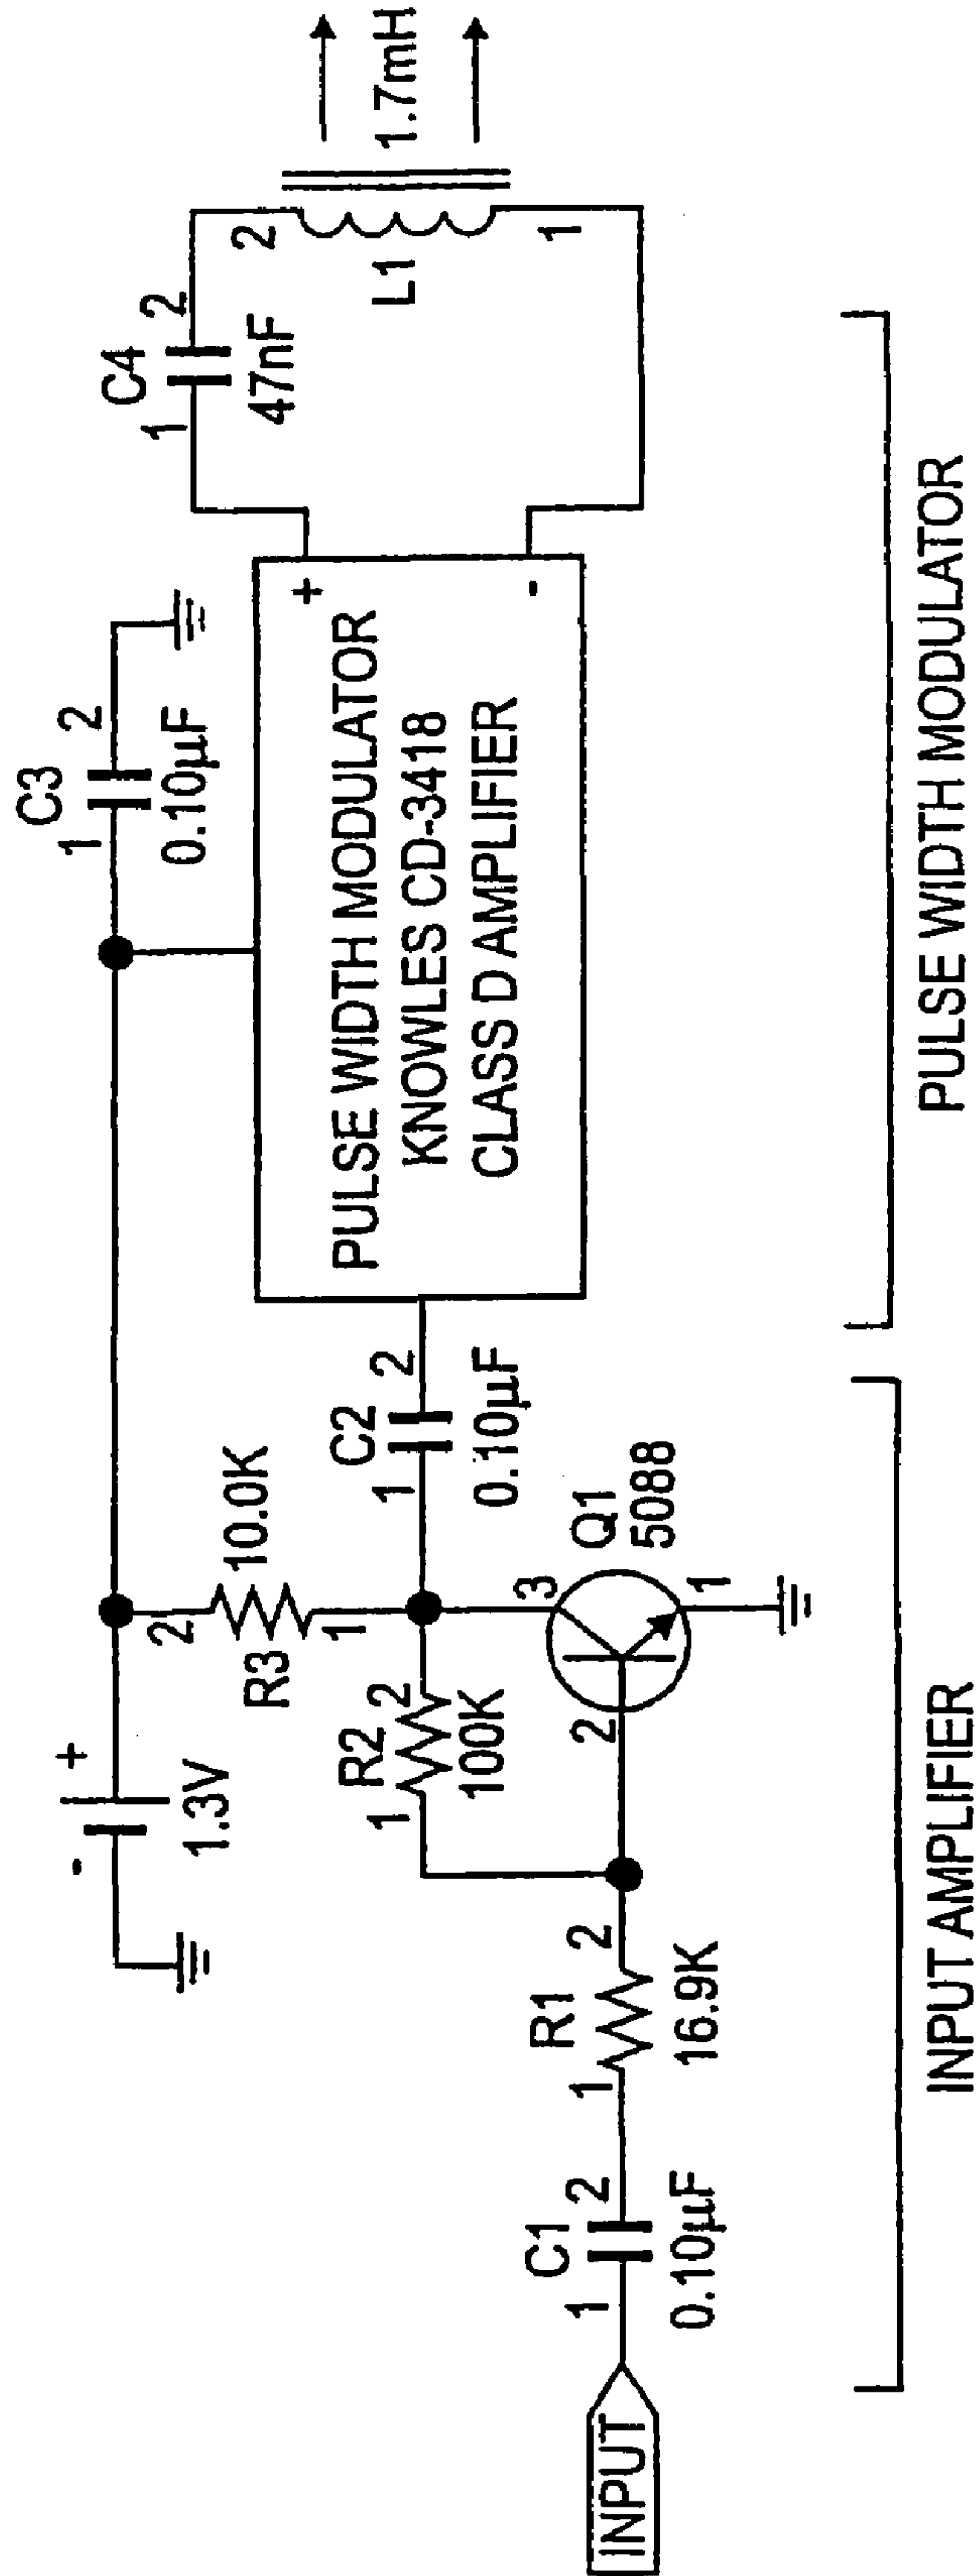 C3
1 2
0.10µF
C4
1 2
47nF
- +
1.3V
2
R3
10.0K
1
R2
1 2
100K
C2
1 2
0.10µF
PULSE WIDTH MODULATOR
KNOWLES CD-3418
CLASS D AMPLIFIER
+
-
2
L1
1.7mH
1
INPUT
C1
1 2
0.10µF
R1
1 2
16.9K
2
3
Q1
5088
1
INPUT AMPLIFIER
PULSE WIDTH MODULATOR